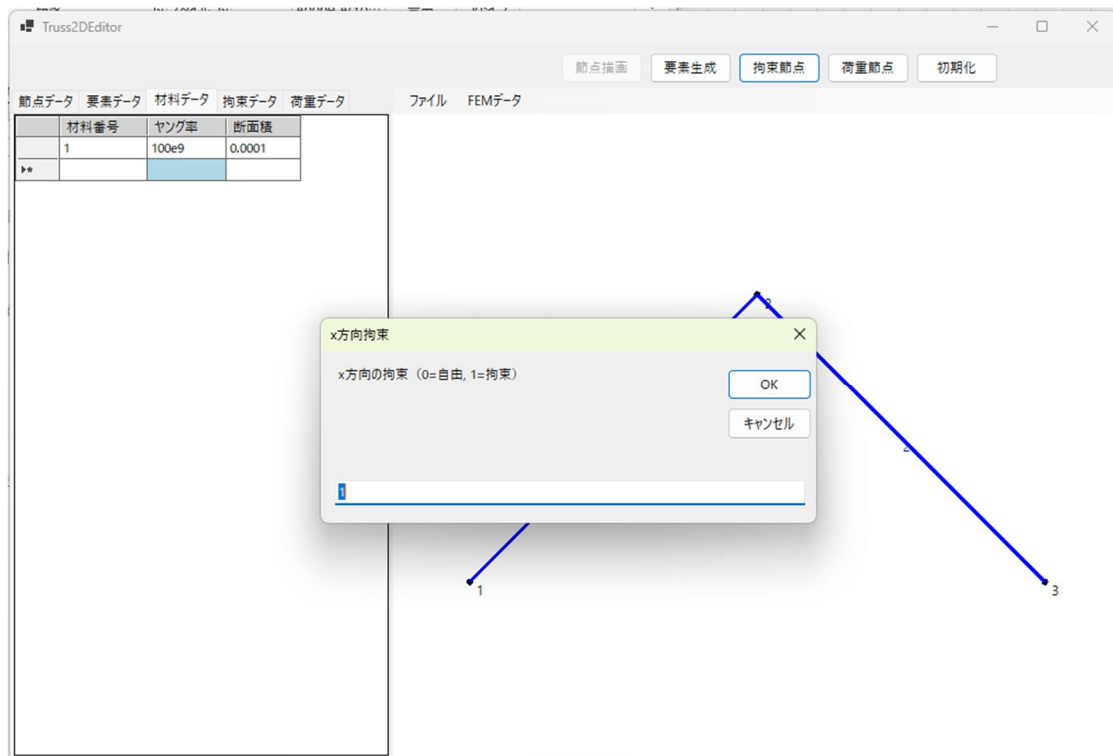 Truss2DEditor
節点描画 要素生成 拘束節点 荷重節点 初期化
節点データ 要素データ 材料データ 拘束データ 荷重データ ファイル FEMデータ
材料番号 ヤング率 断面積
1 100e9 0.0001
2
x方向拘束
x方向の拘束（0=自由, 1=拘束）
OK
キャンセル
2
1
1
3